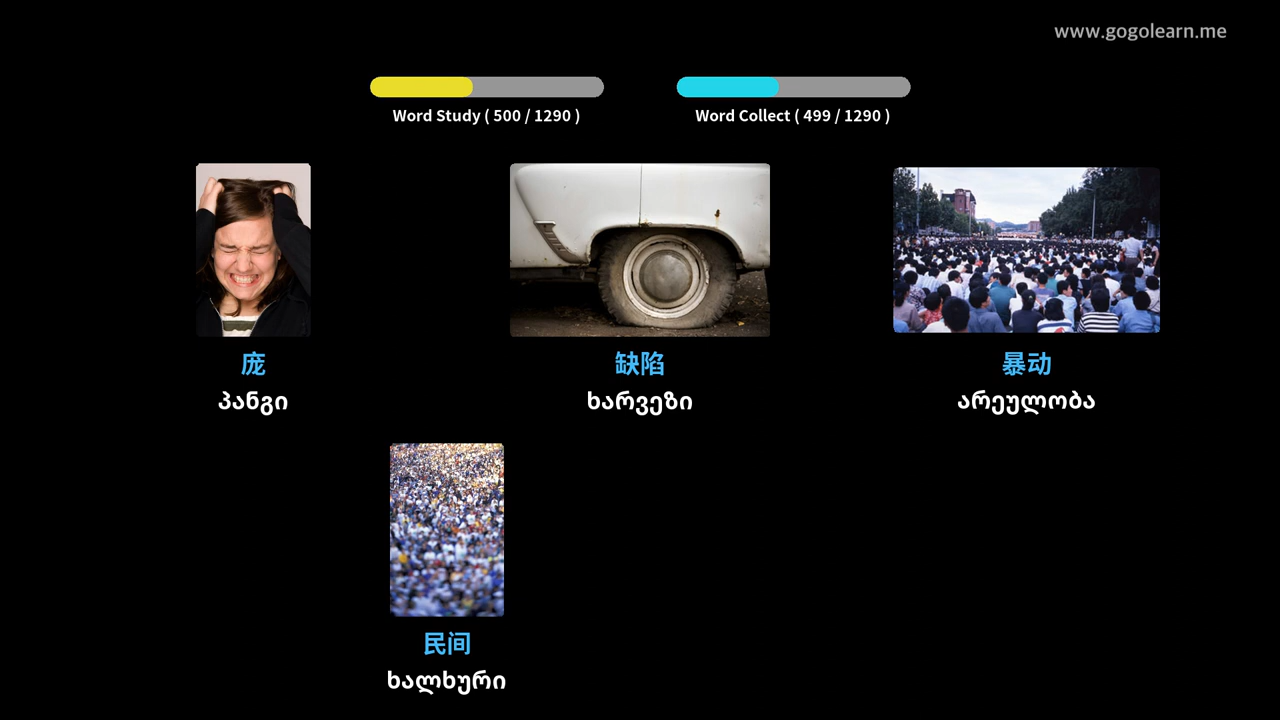 www.gogolearn.me
Word Study ( 500 / 1290 )
Word Collect ( 499 / 1290 )
庞
პანგი
缺陷
ხარვეზი
暴动
არეულობა
民间
ხალხური